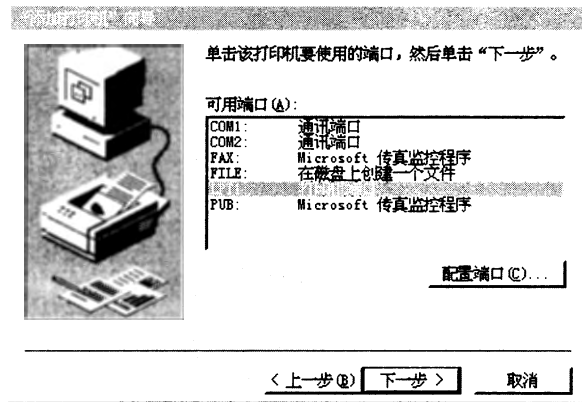 单击该打印机要使用的端口，然后单击“下一步”。
可用端口(A):
COM1: 通讯端口
COM2: 通讯端口
FAX: Microsoft 传真监控程序
FILE: 在磁盘上创建一个文件
PUB: Microsoft 传真监控程序
配置端口(C)...
< 上一步(B) 下一步 > 取消